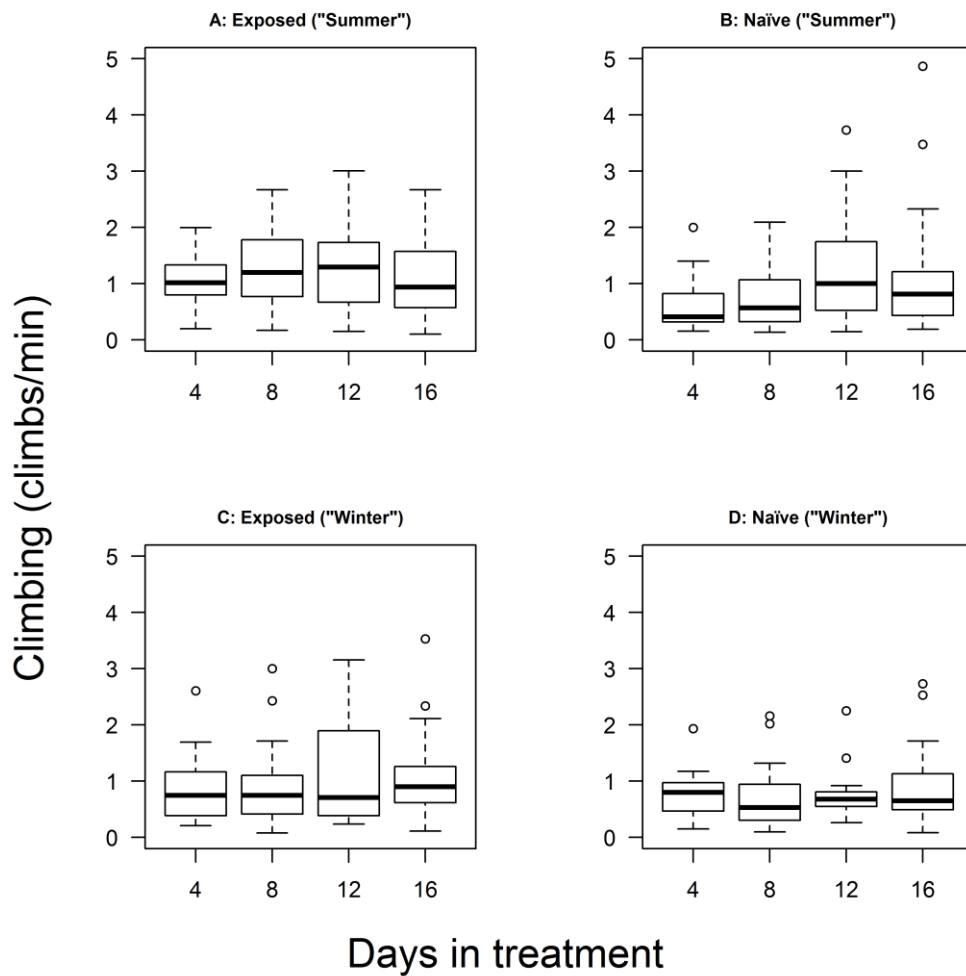 A: Exposed ("Summer")
B: Naïve ("Summer")
5
4
3
2
1
0
5
4
3
2
1
0
4 8 12 16
4 8 12 16
Climbing (climbs/min)
C: Exposed ("Winter")
D: Naïve ("Winter")
5
4
3
2
1
0
5
4
3
2
1
0
4 8 12 16
4 8 12 16
Days in treatment